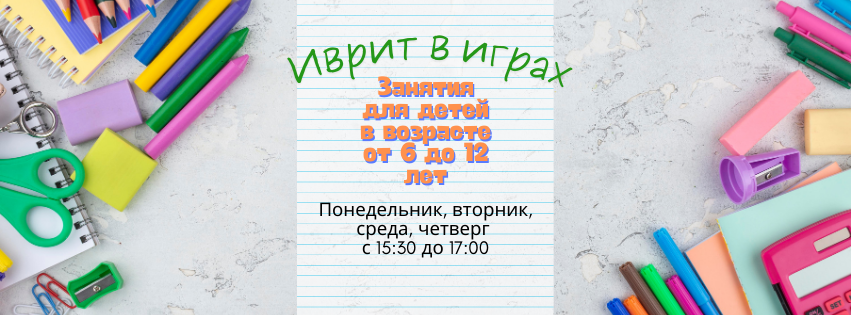 Иврит в играх
Занятия
для детей
в возрасте
от 6 до 12
лет
Понедельник, вторник,
среда, четверг
с 15:30 до 17:00